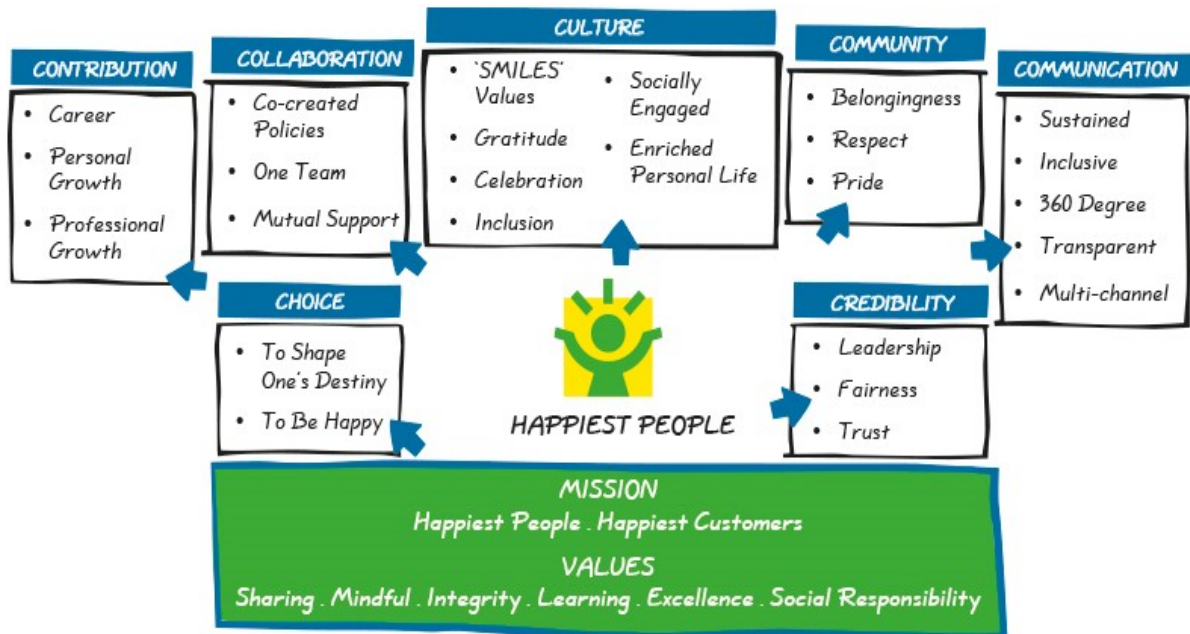 CONTRIBUTION
• Career
• Personal
Growth
• Professional
Growth
COLLABORATION
• Co-created
Policies
• One Team
• Mutual Support
CULTURE
• 'SMILES'
Values
• Gratitude
• Celebration
• Inclusion
• Socially
Engaged
• Enriched
Personal Life
COMMUNITY
• Belongingness
• Respect
• Pride
COMMUNICATION
• Sustained
• Inclusive
• 360 Degree
• Transparent
• Multi-channel
CHOICE
• To Shape
One's Destiny
• To Be Happy
HAPPIEST PEOPLE
CREDIBILITY
• Leadership
• Fairness
• Trust
MISSION
Happiest People . Happiest Customers
VALUES
Sharing . Mindful . Integrity . Learning . Excellence . Social Responsibility